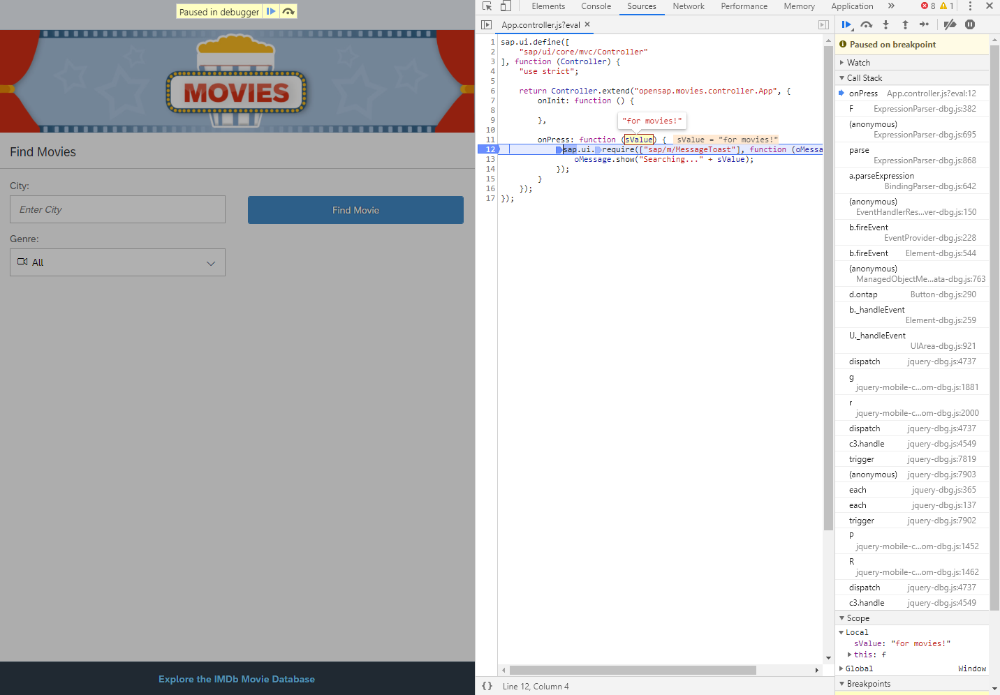 Paused in debugger
MOVIES
Find Movies
City:
Enter City
Find Movie
Genre:
All
Explore the IMDb Movie Database
Elements Console Sources Network Performance Memory Application » 8 1
App.controller.js?eval ×
1 sap.ui.define([
2 "sap/ui/core/mvc/Controller"
3 ], function (Controller) {
4 "use strict";
5
6 return Controller.extend("opensap.movies.controller.App", {
7 onInit: function () {
8
9 },
"for movies!"
10
11 onPress: function (sValue) { sValue = "for movies!"
12 sap.ui.require(["sap/m/MessageToast"], function (oMessa
13 oMessage.show("Searching..." + sValue);
14 });
15 }
16 });
17 });
{} Line 12, Column 4
Paused on breakpoint
Watch
Call Stack
onPress App.controller.js?eval:12
F ExpressionParser-dbg.js:382
(anonymous)
ExpressionParser-dbg.js:695
parse
ExpressionParser-dbg.js:868
a.parseExpression
BindingParser-dbg.js:642
(anonymous)
EventHandlerRes...ver-dbg.js:150
b.fireEvent
EventProvider-dbg.js:228
b.fireEvent Element-dbg.js:544
(anonymous)
ManagedObjectMe...ata-dbg.js:763
d.ontap Button-dbg.js:290
b._handleEvent
Element-dbg.js:259
U._handleEvent
UIArea-dbg.js:921
dispatch jquery-dbg.js:4737
g
jquery-mobile-c...om-dbg.js:1881
r
jquery-mobile-c...om-dbg.js:2000
dispatch jquery-dbg.js:4737
c3.handle jquery-dbg.js:4549
trigger jquery-dbg.js:7819
(anonymous) jquery-dbg.js:7903
each jquery-dbg.js:365
each jquery-dbg.js:137
trigger jquery-dbg.js:7902
P
jquery-mobile-c...om-dbg.js:1452
R
jquery-mobile-c...om-dbg.js:1462
dispatch jquery-dbg.js:4737
c3.handle jquery-dbg.js:4549
Scope
Local
sValue: "for movies!"
this: f
Global Window
Breakpoints